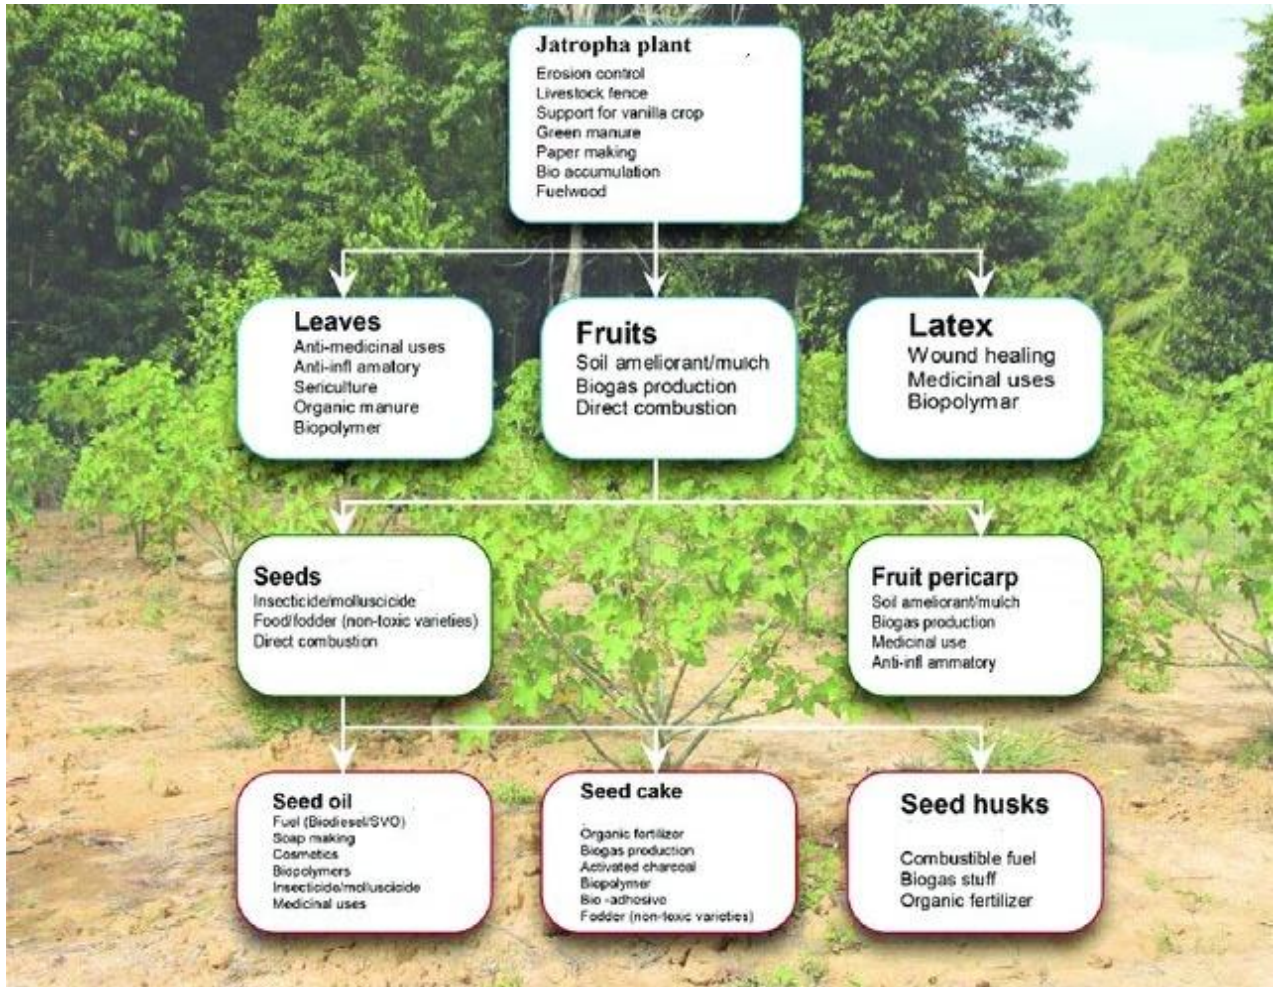 Jatropha plant
Erosion control
Livestock fence
Support for vanilla crop
Green manure
Paper making
Bio accumulation
Fuelwood
Leaves
Anti-medicinal uses
Anti-infl amatory
Sericulture
Organic manure
Biopolymer
Fruits
Soil ameliorant/mulch
Biogas production
Direct combustion
Latex
Wound healing
Medicinal uses
Biopolymar
Seeds
Insecticide/molluscicide
Food/fodder (non-toxic varieties)
Direct combustion
Fruit pericarp
Soil ameliorant/mulch
Biogas production
Medicinal use
Anti-infl ammatory
Seed oil
Fuel (Biodiesel/SVO)
Soap making
Cosmetics
Biopolymers
Insecticide/molluscicide
Medicinal uses
Seed cake
Organic fertilizer
Biogas production
Activated charcoal
Biopolymer
Bio -adhesive
Fodder (non-toxic varieties)
Seed husks
Combustible fuel
Biogas stuff
Organic fertilizer